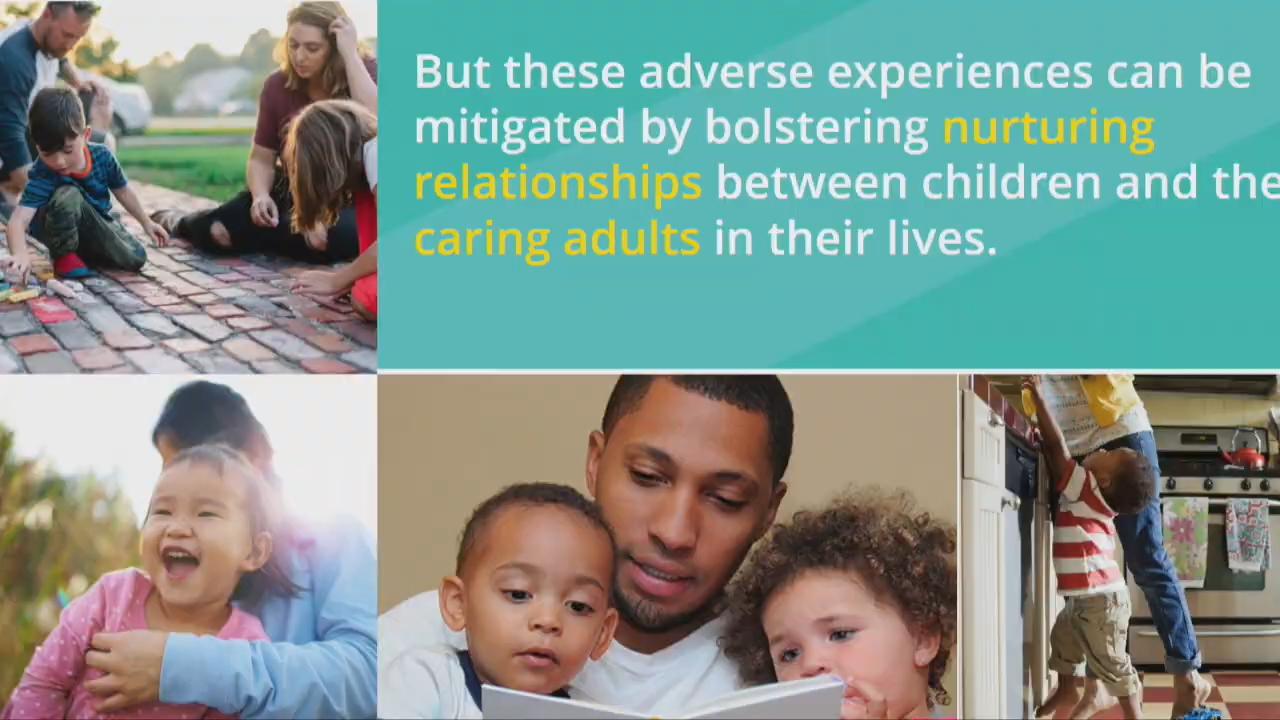 But these adverse experiences can be
mitigated by bolstering nurturing
relationships between children and the
caring adults in their lives.